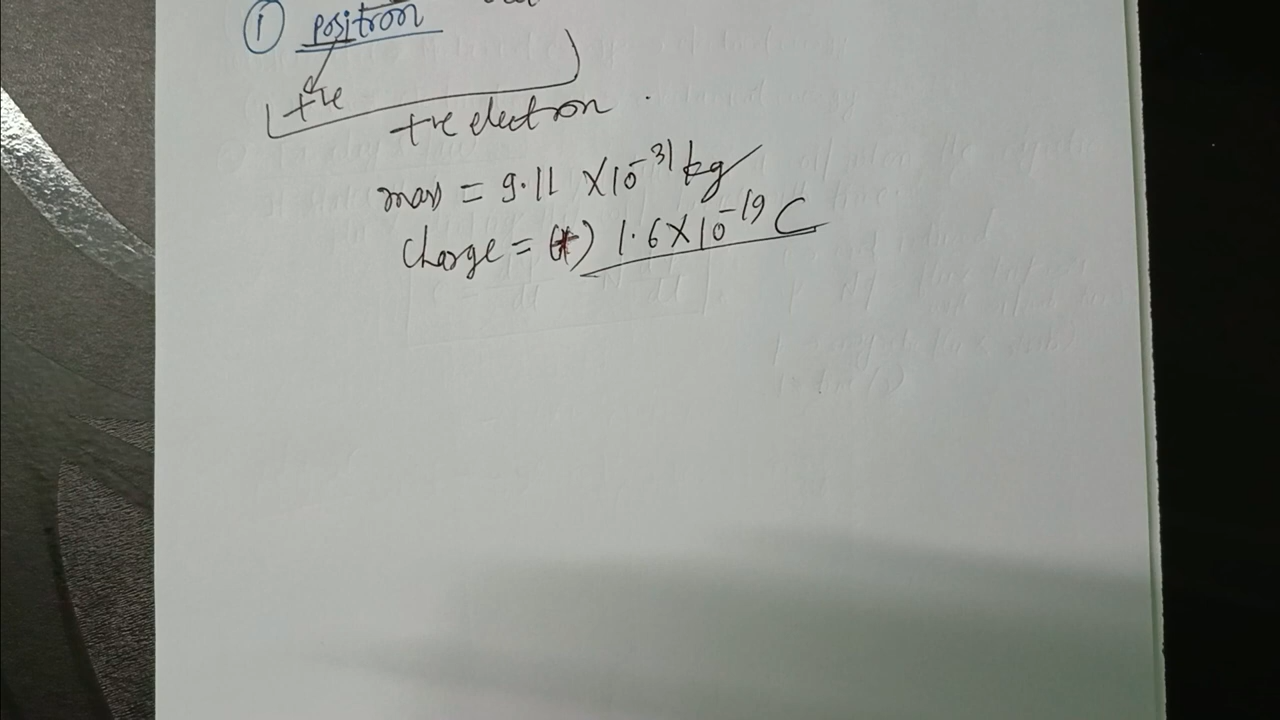 ① positron
+ve
+ve electron .
mass = 9.11 × 10⁻³¹ kg
charge = (+) 1.6 × 10⁻¹⁹ C